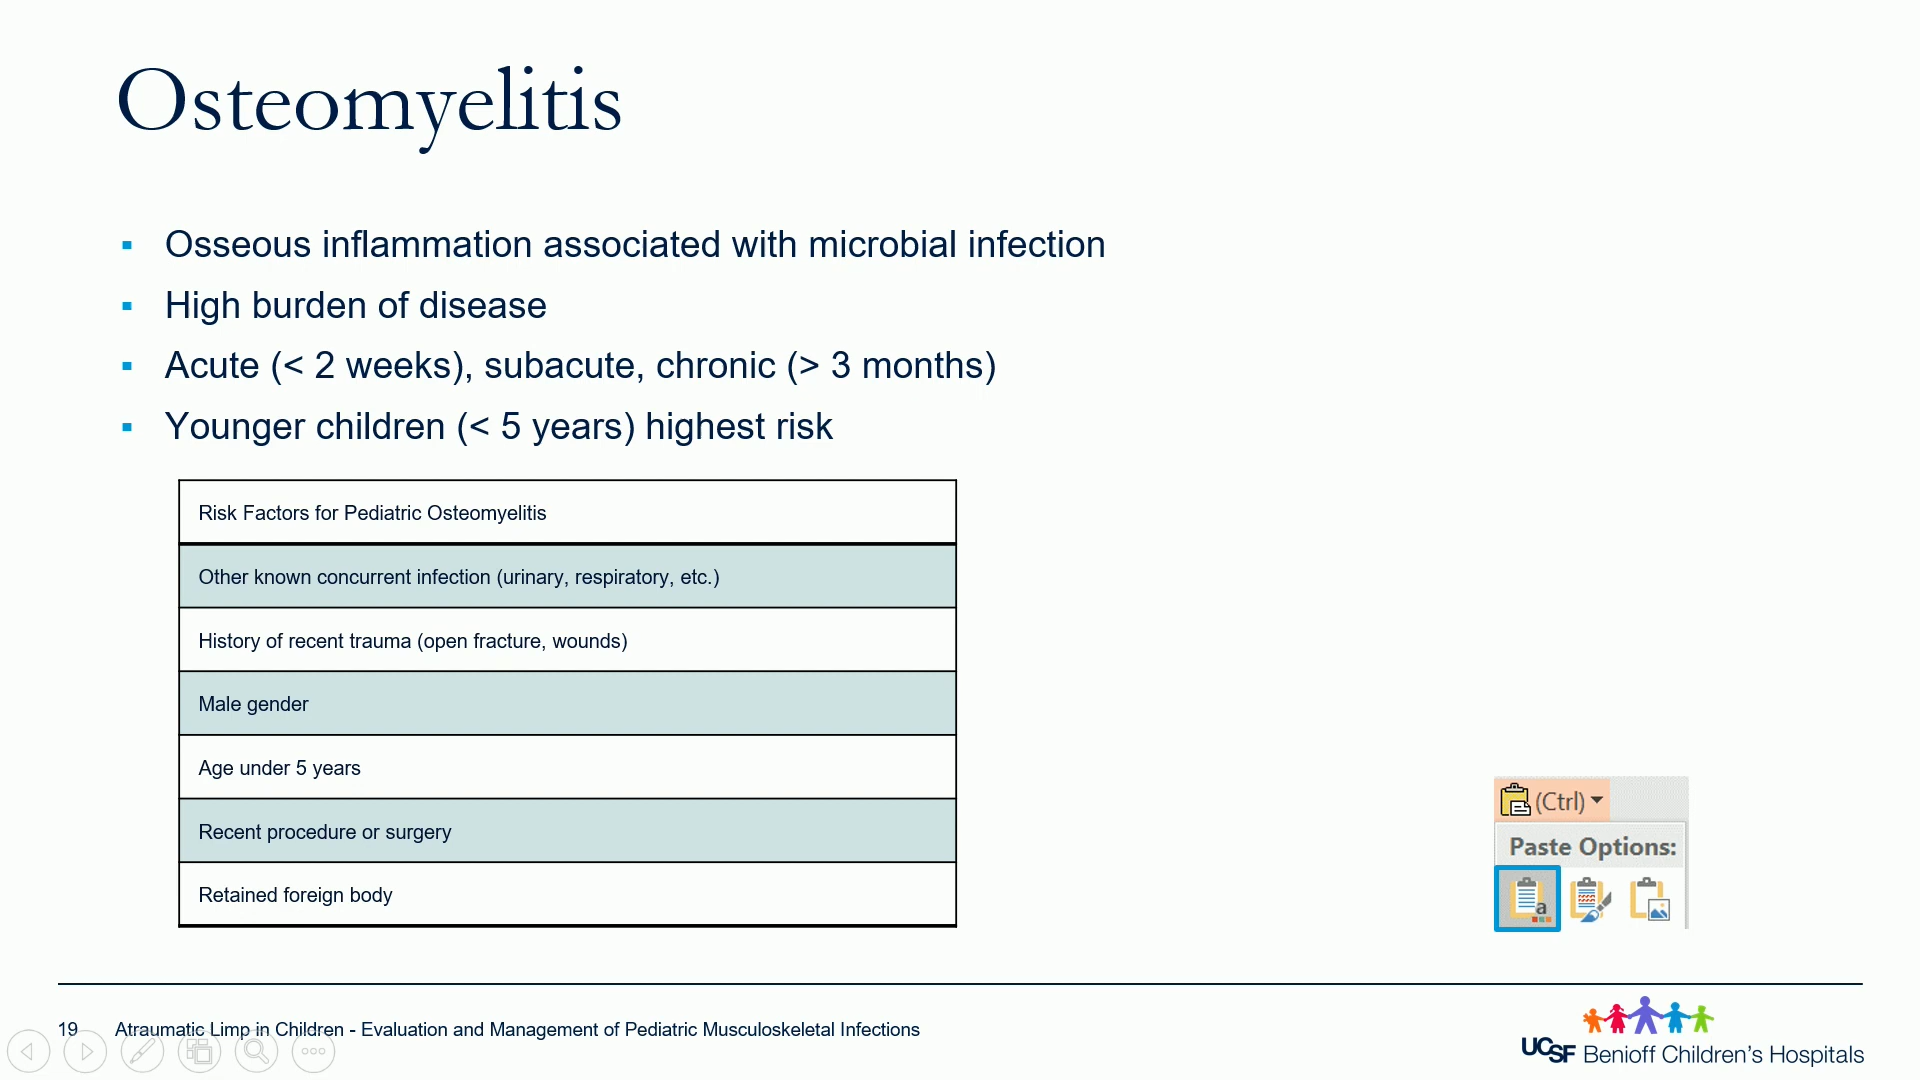 Osteomyelitis
▪ Osseous inflammation associated with microbial infection
▪ High burden of disease
▪ Acute (< 2 weeks), subacute, chronic (> 3 months)
▪ Younger children (< 5 years) highest risk
Risk Factors for Pediatric Osteomyelitis
Other known concurrent infection (urinary, respiratory, etc.)
History of recent trauma (open fracture, wounds)
Male gender
Age under 5 years
Recent procedure or surgery
Retained foreign body
(Ctrl)
Paste Options:
a
19 Atraumatic Limp in Children - Evaluation and Management of Pediatric Musculoskeletal Infections
UCSF Benioff Children's Hospitals